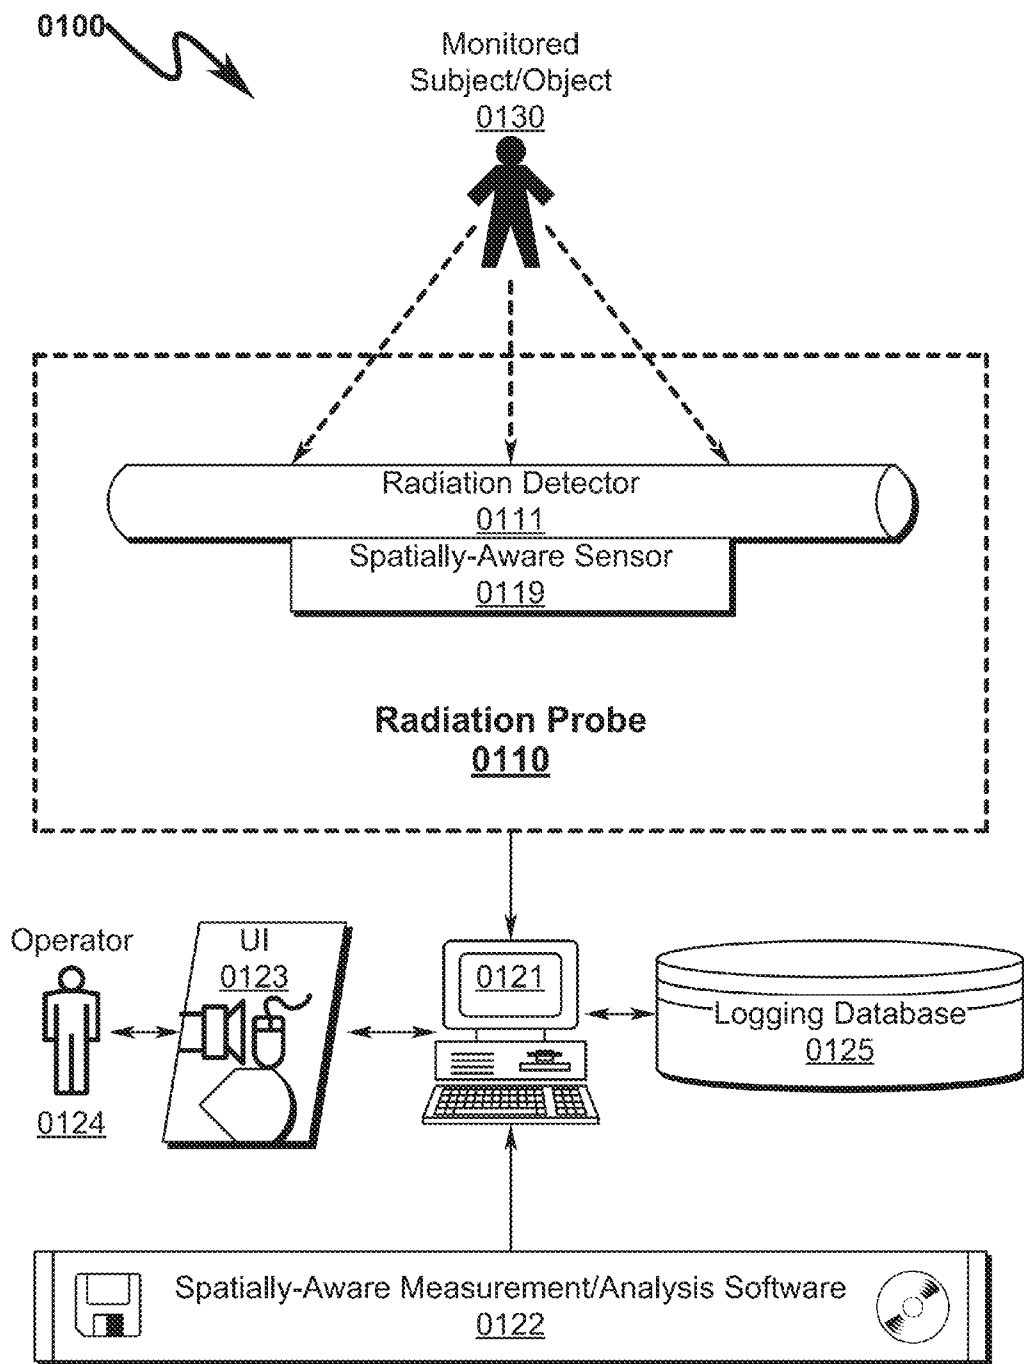 0100
Monitored
Subject/Object
0130
Radiation Detector
0111
Spatially-Aware Sensor
0119
Radiation Probe
0110
Operator
0124
UI
0123
0121
Logging Database
0125
Spatially-Aware Measurement/Analysis Software
0122